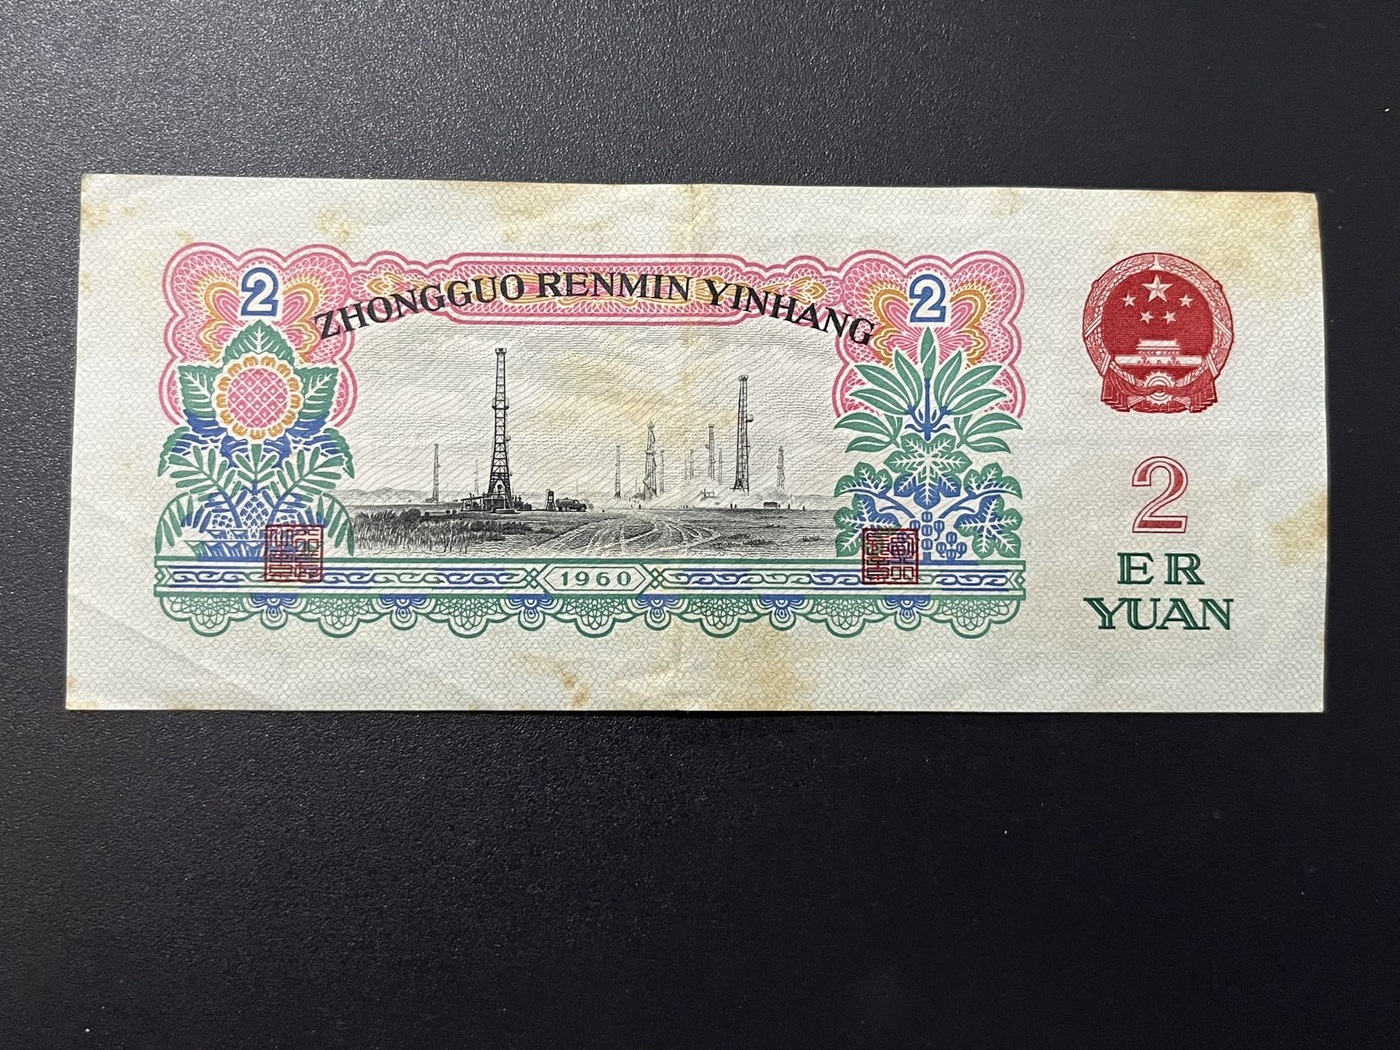 2
ZHONGGUO RENMIN YINHANG
2
1960
2
ER
YUAN